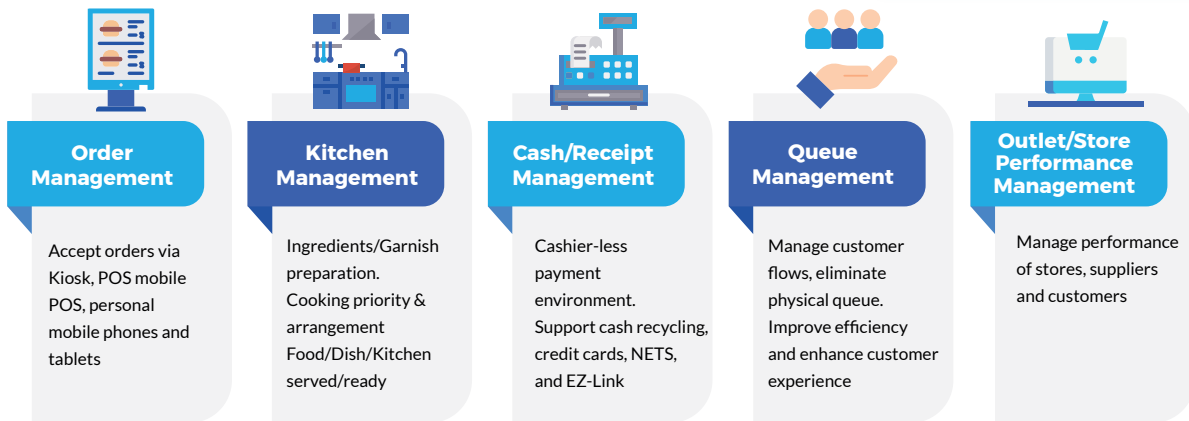 Order
Management
Accept orders via
Kiosk, POS mobile
POS, personal
mobile phones and
tablets
Kitchen
Management
Ingredients/Garnish
preparation.
Cooking priority &
arrangement
Food/Dish/Kitchen
served/ready
Cash/Receipt
Management
Cashier-less
payment
environment.
Support cash recycling,
credit cards, NETS,
and EZ-Link
Queue
Management
Manage customer
flows, eliminate
physical queue.
Improve efficiency
and enhance customer
experience
Outlet/Store
Performance
Management
Manage performance
of stores, suppliers
and customers